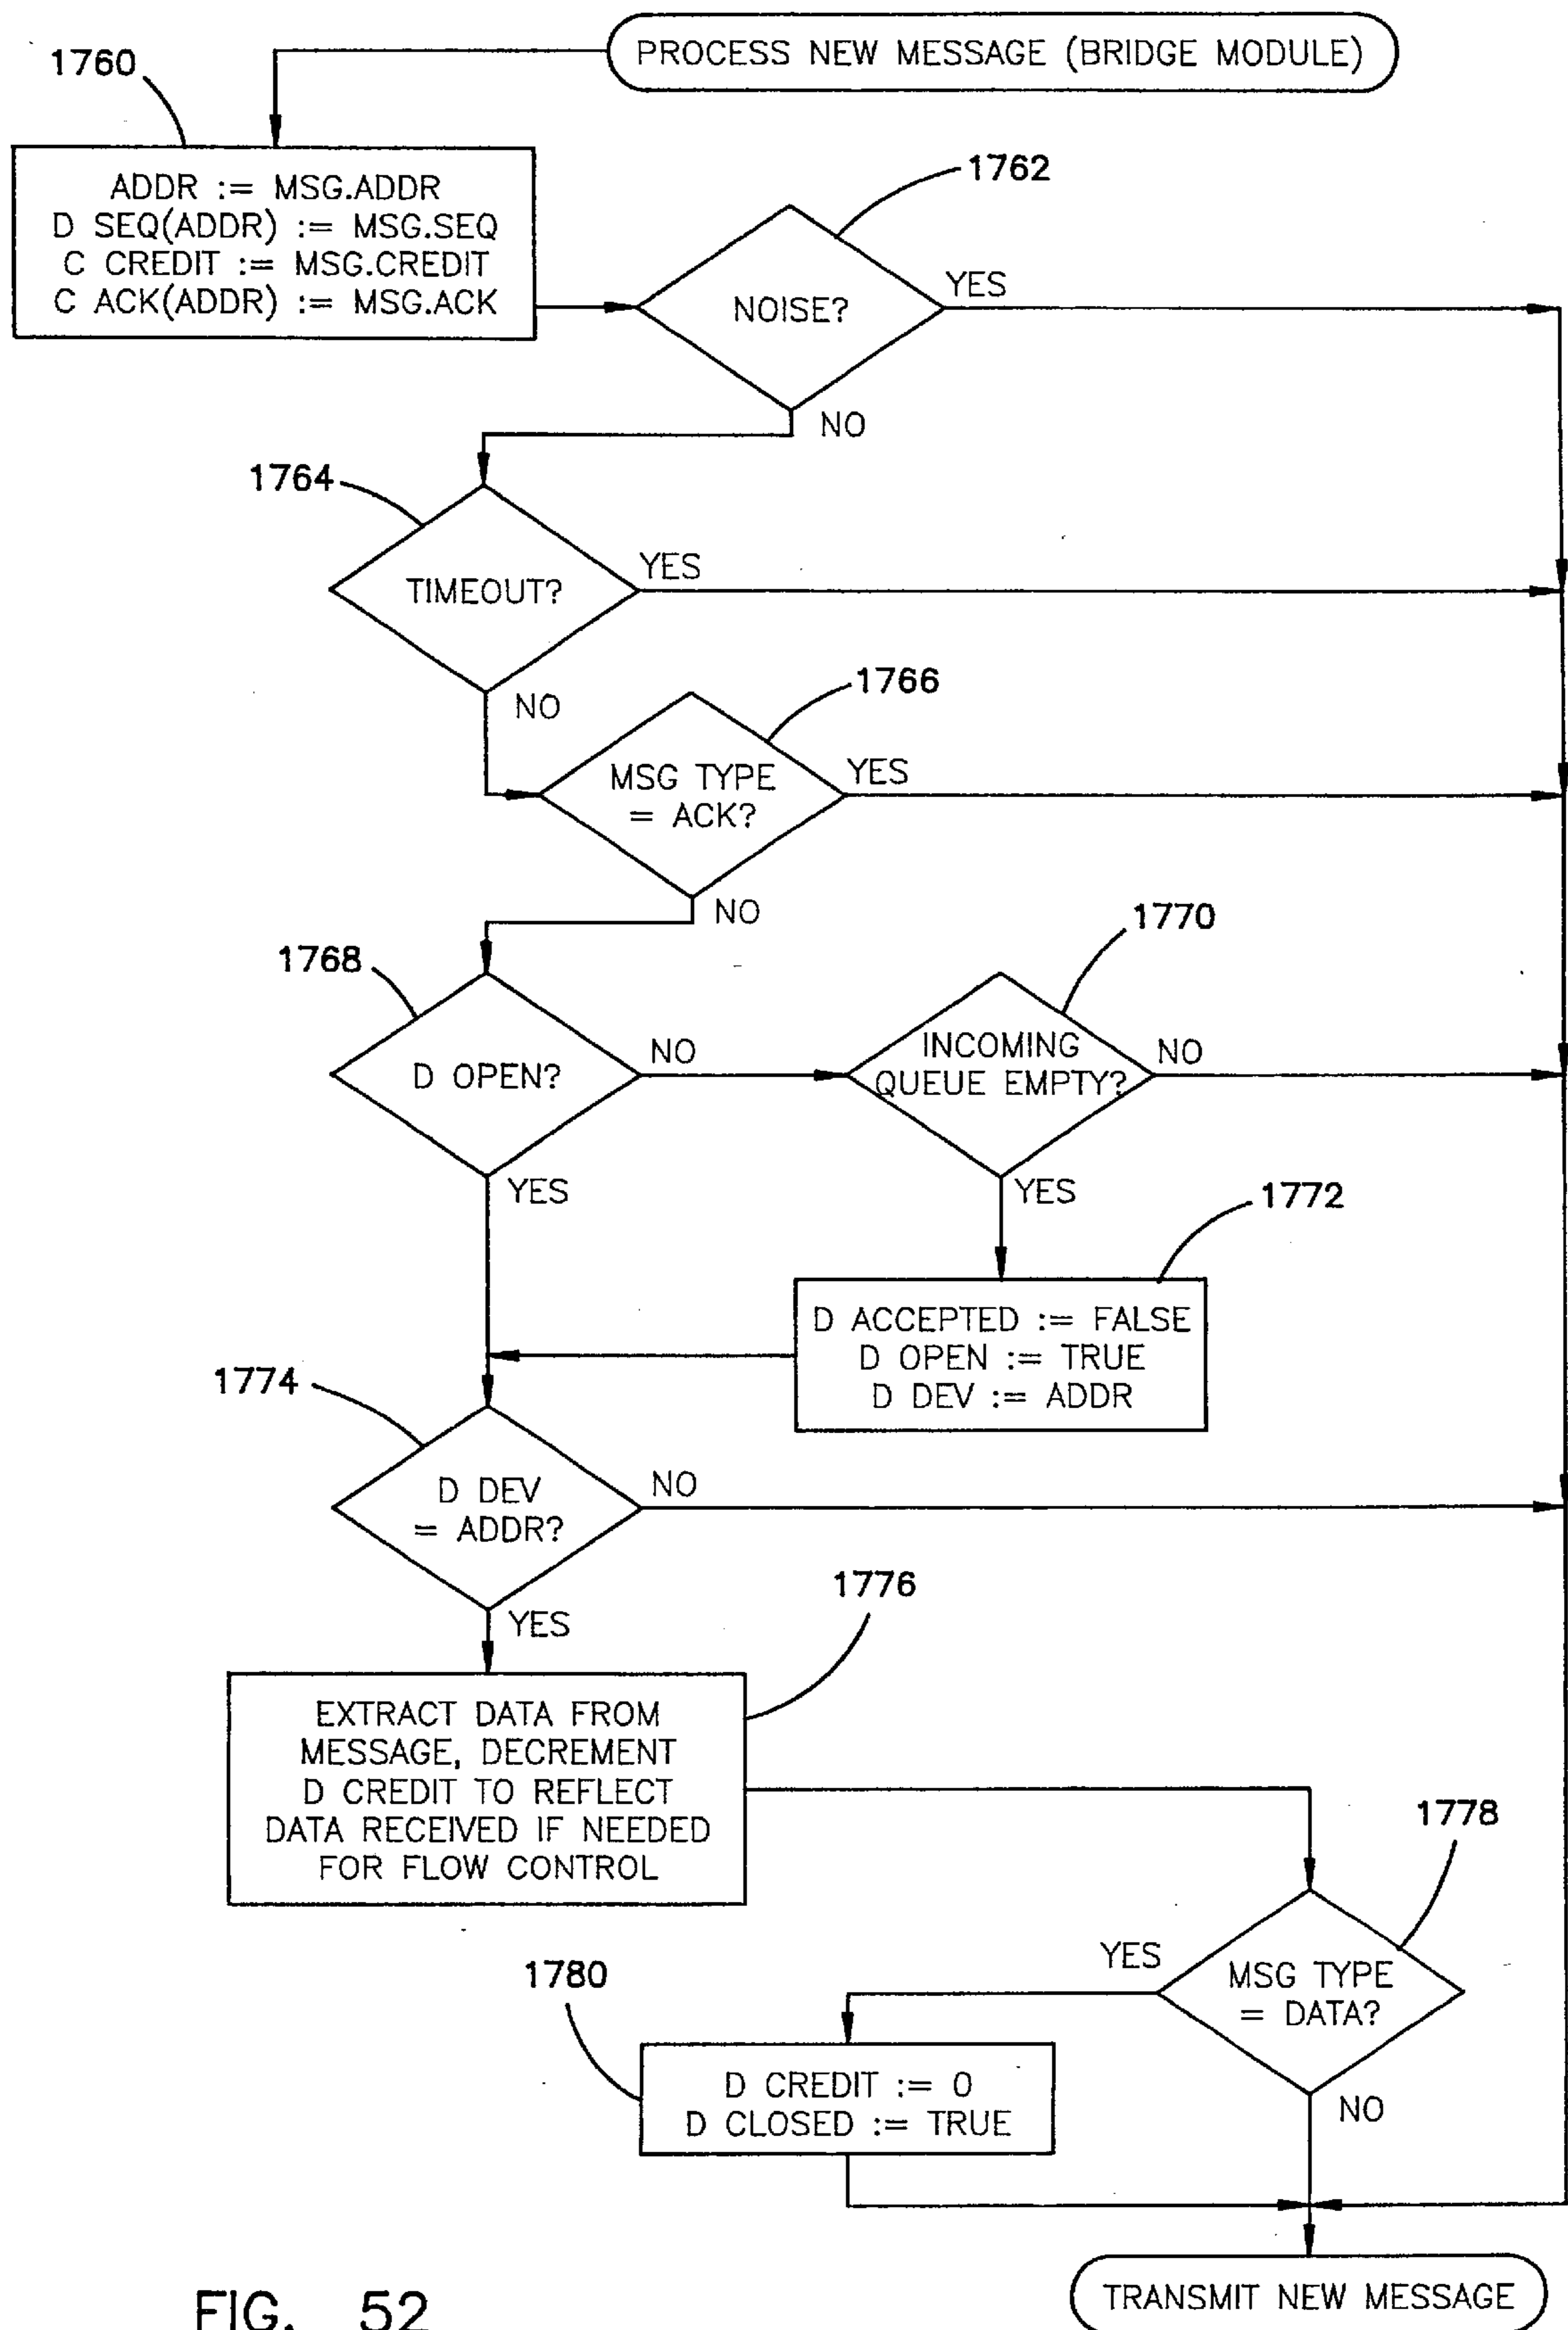 PROCESS NEW MESSAGE (BRIDGE MODULE)
1760
ADDR := MSG.ADDR
D SEQ(ADDR) := MSG.SEQ
C CREDIT := MSG.CREDIT
C ACK(ADDR) := MSG.ACK
1762
NOISE?
YES
NO
1764
TIMEOUT?
YES
NO
1766
MSG TYPE
= ACK?
YES
NO
1768
D OPEN?
NO
YES
1770
INCOMING
QUEUE EMPTY?
NO
YES
1772
D ACCEPTED := FALSE
D OPEN := TRUE
D DEV := ADDR
1774
D DEV
= ADDR?
NO
YES
1776
EXTRACT DATA FROM
MESSAGE, DECREMENT
D CREDIT TO REFLECT
DATA RECEIVED IF NEEDED
FOR FLOW CONTROL
1778
MSG TYPE
= DATA?
YES
NO
1780
D CREDIT := 0
D CLOSED := TRUE
TRANSMIT NEW MESSAGE
FIG. 52